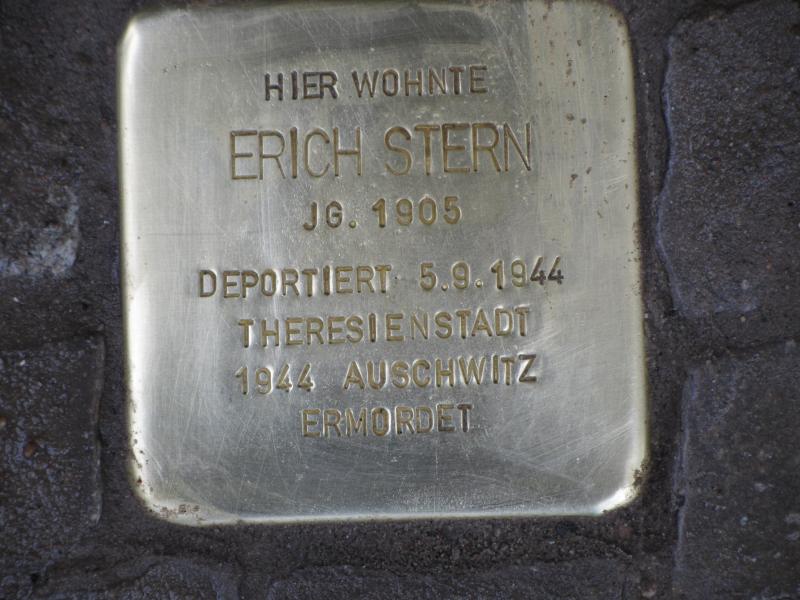 HIER WOHNTE
ERICH STERN
JG. 1905
DEPORTIERT 5.9.1944
THERESIENSTADT
1944 AUSCHWITZ
ERMORDET